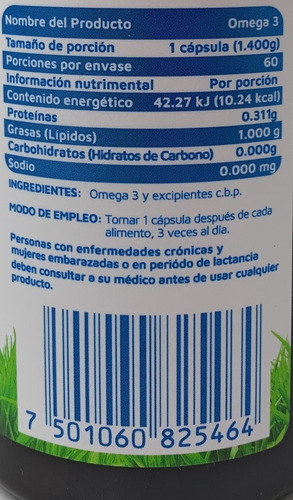 Nombre del Producto Omega 3
Tamaño de porción 1 cápsula (1.400g)
Porciones por envase 60
Información nutrimental Por porción
Contenido energético 42.27 kJ (10.24 kcal)
Proteínas 0.311g
Grasas (Lípidos) 1.000 g
Carbohidratos (Hidratos de Carbono) 0.000g
Sodio 0.000 mg
INGREDIENTES: Omega 3 y excipientes c.b.p.
MODO DE EMPLEO: Tomar 1 cápsula después de cada
alimento, 3 veces al día.
Personas con enfermedades crónicas y
mujeres embarazadas o en periódo de lactancia
deben consultar a su médico antes de usar cualquier
producto.
7 501060 825464